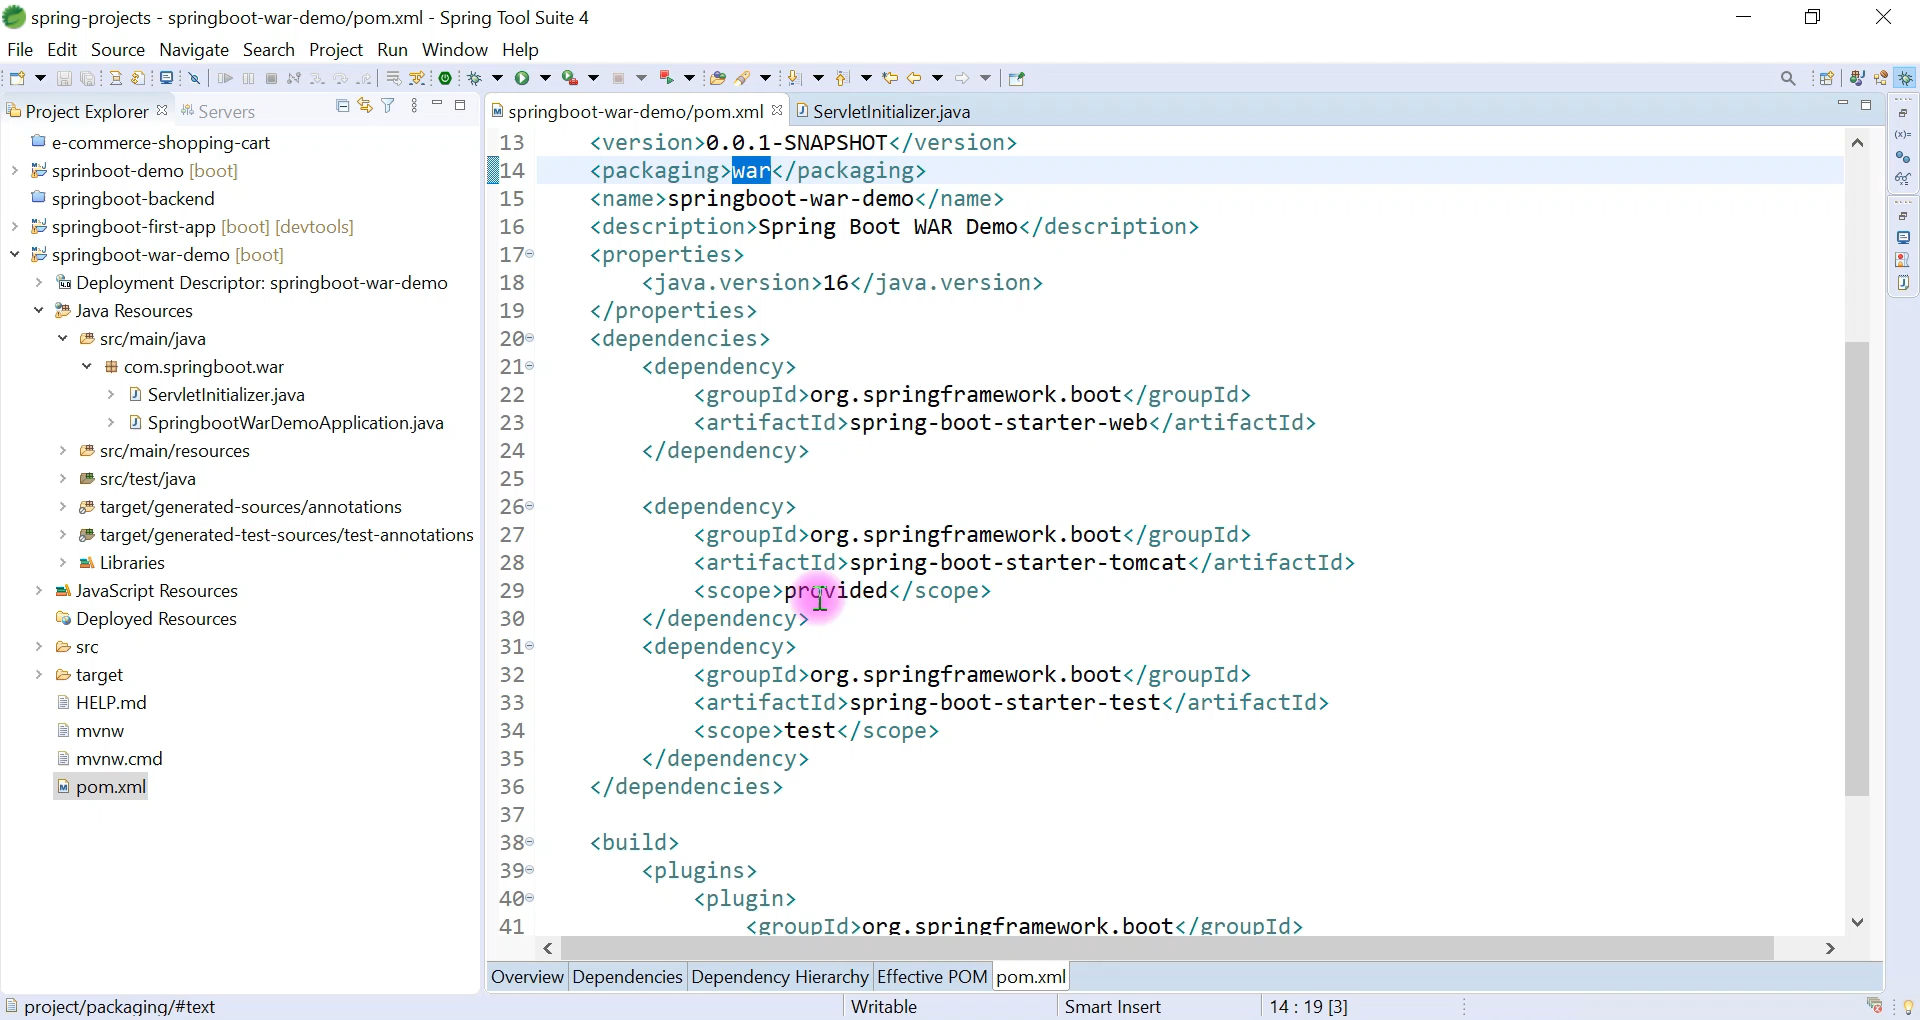 spring-projects - springboot-war-demo/pom.xml - Spring Tool Suite 4
File Edit Source Navigate Search Project Run Window Help
Project Explorer
Servers
e-commerce-shopping-cart
sprinboot-demo [boot]
springboot-backend
springboot-first-app [boot] [devtools]
springboot-war-demo [boot]
Deployment Descriptor: springboot-war-demo
Java Resources
src/main/java
com.springboot.war
ServletInitializer.java
SpringbootWarDemoApplication.java
src/main/resources
src/test/java
target/generated-sources/annotations
target/generated-test-sources/test-annotations
Libraries
JavaScript Resources
Deployed Resources
src
target
HELP.md
mvnw
mvnw.cmd
pom.xml
springboot-war-demo/pom.xml
ServletInitializer.java
13 <version>0.0.1-SNAPSHOT</version>
14 <packaging>war</packaging>
15 <name>springboot-war-demo</name>
16 <description>Spring Boot WAR Demo</description>
17 <properties>
18 <java.version>16</java.version>
19 </properties>
20 <dependencies>
21 <dependency>
22 <groupId>org.springframework.boot</groupId>
23 <artifactId>spring-boot-starter-web</artifactId>
24 </dependency>
25
26 <dependency>
27 <groupId>org.springframework.boot</groupId>
28 <artifactId>spring-boot-starter-tomcat</artifactId>
29 <scope>provided</scope>
30 </dependency>
31 <dependency>
32 <groupId>org.springframework.boot</groupId>
33 <artifactId>spring-boot-starter-test</artifactId>
34 <scope>test</scope>
35 </dependency>
36 </dependencies>
37
38 <build>
39 <plugins>
40 <plugin>
41 <groupId>org.springframework.boot</groupId>
Overview Dependencies Dependency Hierarchy Effective POM pom.xml
project/packaging/#text
Writable
Smart Insert
14 : 19 [3]